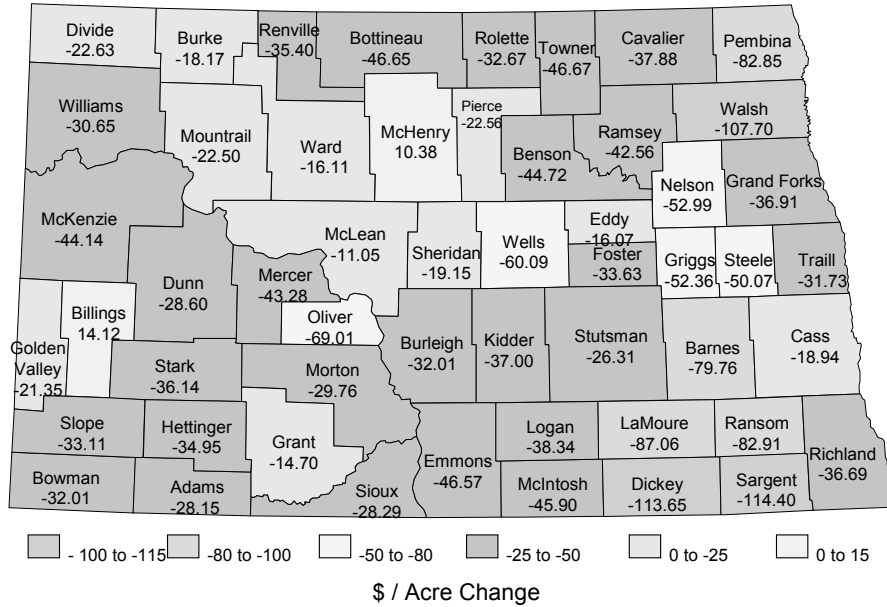 Divide
-22.63
Burke
-18.17
Renville
-35.40
Bottineau
-46.65
Rolette
-32.67
Towner
-46.67
Cavalier
-37.88
Pembina
-82.85
Williams
-30.65
Mountrail
-22.50
Ward
-16.11
McHenry
10.38
Pierce
-22.56
Benson
-44.72
Ramsey
-42.56
Walsh
-107.70
Nelson
-52.99
Grand Forks
-36.91
McKenzie
-44.14
Dunn
-28.60
McLean
-11.05
Mercer
-43.28
Oliver
-69.01
Sheridan
-19.15
Wells
-60.09
Eddy
-16.07
Foster
-33.63
Griggs
-52.36
Steele
-50.07
Traill
-31.73
Golden
Valley
-21.35
Billings
14.12
Stark
-36.14
Morton
-29.76
Burleigh
-32.01
Kidder
-37.00
Stutsman
-26.31
Barnes
-79.76
Cass
-18.94
Slope
-33.11
Hettinger
-34.95
Grant
-14.70
Emmons
-46.57
Logan
-38.34
LaMoure
-87.06
Ransom
-82.91
Richland
-36.69
Bowman
-32.01
Adams
-28.15
Sioux
-28.29
McIntosh
-45.90
Dickey
-113.65
Sargent
-114.40
- 100 to -115
-80 to -100
-50 to -80
-25 to -50
0 to -25
0 to 15
$ / Acre Change